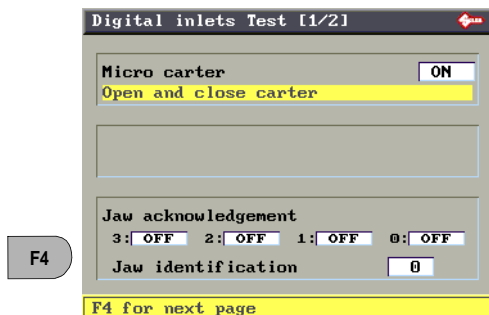 Digital inlets Test [1/2]
Micro carter ON
Open and close carter
Jaw acknowledgement
3: OFF 2: OFF 1: OFF 0: OFF
Jaw identification 0
F4
F4 for next page